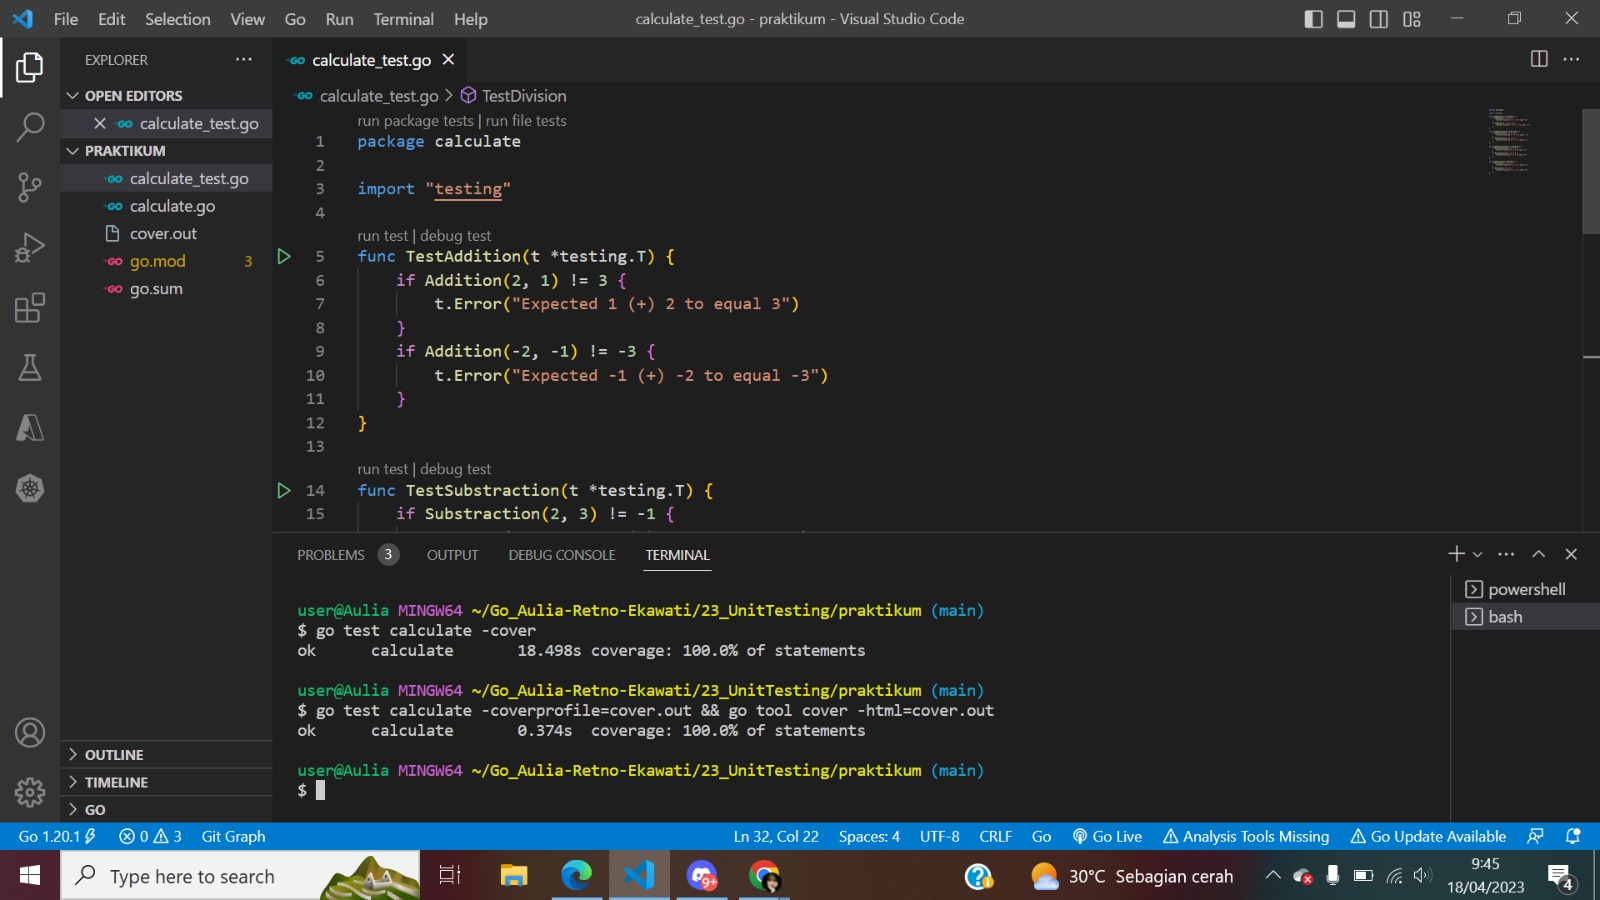 File Edit Selection View Go Run Terminal Help
calculate_test.go - praktikum - Visual Studio Code
EXPLORER
OPEN EDITORS
calculate_test.go
PRAKTIKUM
calculate_test.go
calculate.go
cover.out
go.mod 3
go.sum
OUTLINE
TIMELINE
GO
calculate_test.go
calculate_test.go > TestDivision
run package tests | run file tests
1 package calculate
2
3 import "testing"
4
run test | debug test
5 func TestAddition(t *testing.T) {
6 if Addition(2, 1) != 3 {
7 t.Error("Expected 1 (+) 2 to equal 3")
8 }
9 if Addition(-2, -1) != -3 {
10 t.Error("Expected -1 (+) -2 to equal -3")
11 }
12 }
13
run test | debug test
14 func TestSubstraction(t *testing.T) {
15 if Substraction(2, 3) != -1 {
PROBLEMS 3 OUTPUT DEBUG CONSOLE TERMINAL
user@Aulia MINGW64 ~/Go_Aulia-Retno-Ekawati/23_UnitTesting/praktikum (main)
$ go test calculate -cover
ok calculate 18.498s coverage: 100.0% of statements
user@Aulia MINGW64 ~/Go_Aulia-Retno-Ekawati/23_UnitTesting/praktikum (main)
$ go test calculate -coverprofile=cover.out && go tool cover -html=cover.out
ok calculate 0.374s coverage: 100.0% of statements
user@Aulia MINGW64 ~/Go_Aulia-Retno-Ekawati/23_UnitTesting/praktikum (main)
$
powershell
bash
Go 1.20.1 0 3 Git Graph Ln 32, Col 22 Spaces: 4 UTF-8 CRLF Go Go Live Analysis Tools Missing Go Update Available
Type here to search
9+
30°C Sebagian cerah
9:45
18/04/2023
4